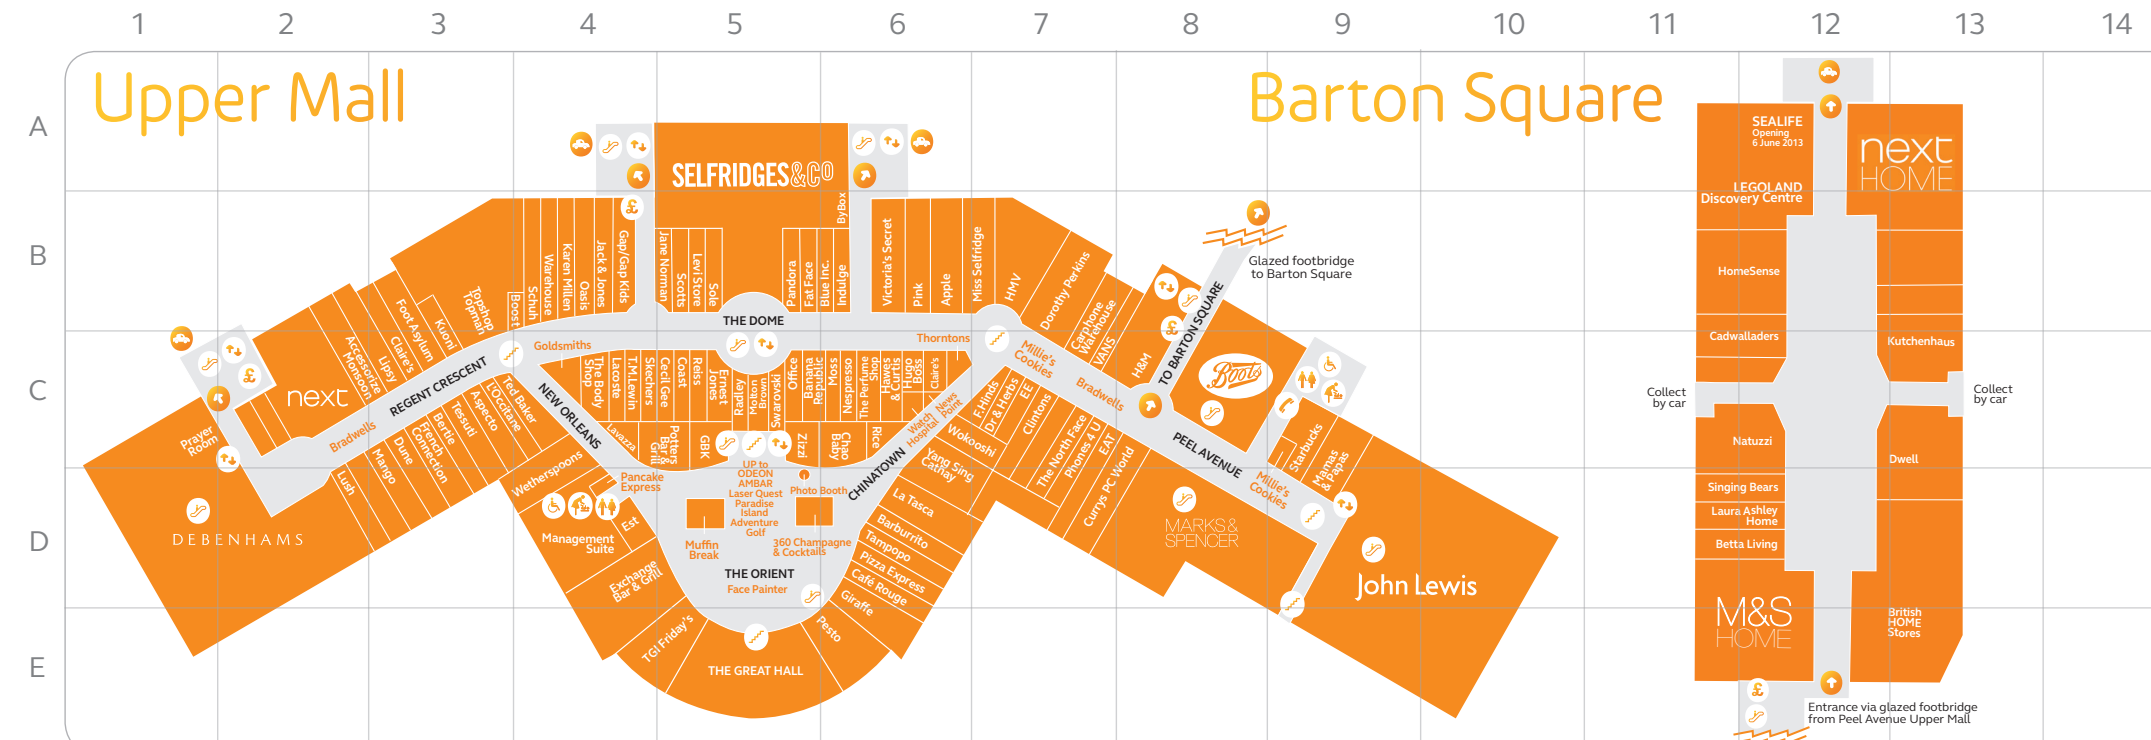 1 2 3 4 5 6 7 8 9 10 11 12 13 14
A
B
C
D
E
Upper Mall
Barton Square
SELFRIDGES&CO
ByBox
Jane Norman
Scotts
Levi Store
Sole
Pandora
Fat Face
Blue Inc.
Indulge
Topshop
Topman
Boost
Schuh
Warehouse
Karen Millen
Oasis
Jack & Jones
Gap/Gap Kids
£
Victoria's Secret
Pink
Apple
Miss Selfridge
HMV
Dorothy Perkins
Carphone
Warehouse
VANS
H&M
£
TO BARTON SQUARE
Glazed footbridge
to Barton Square
THE DOME
£
next
Accessorize
Monsoon
Lipsy
Claire's
Foot Asylum
Kuoni
REGENT CRESCENT
Bradwells
Prayer
Room
DEBENHAMS
Lush
Mango
Dune
French
Connection
Bertie
Tessuti
Aspecto
L'Occitane
Ted Baker
Goldsmiths
NEW ORLEANS
The Body
Shop
Lacoste
T.M.Lewin
Skechers
Cecil Gee
Coast
Reiss
Ernest
Jones
Radley
Molton
Brown
Swarovski
Office
Banana
Republic
Moss
Nespresso
The Perfume
Shop
Hawes
& Curtis
Hugo
Boss
Claire's
Thorntons
Lavazza
Potters
Bar &
Grill
GBK
Zizzi
Chao
Baby
Rice
Watch
Hospital
News
Point
CHINATOWN
Wetherspoons
Pancake
Express
Est
Management
Suite
Exchange
Bar & Grill
TGI Friday's
UP to
ODEON
AMBAR
Laser Quest
Paradise
Island
Adventure
Golf
Photo Booth
Muffin
Break
360 Champagne
& Cocktails
THE ORIENT
Face Painter
THE GREAT HALL
Pesto
Giraffe
Café Rouge
Pizza Express
Tampopo
Barburrito
La Tasca
Yang Sing
Cathay
Wokooshi
F.Hinds
Dr & Herbs
EE
Clintons
The North Face
Phones 4 U
EAT
Currys PC World
Millie's
Cookies
Bradwells
Boots
PEEL AVENUE
MARKS &
SPENCER
Starbucks
Mamas
& Papas
Millie's
Cookies
John Lewis
SEALIFE
Opening
6 June 2013
LEGOLAND
Discovery Centre
HomeSense
Cadwalladers
Collect
by car
Natuzzi
Singing Bears
Laura Ashley
Home
Betta Living
M&S
HOME
next
HOME
Kutchenhaus
Collect
by car
Dwell
British
HOME
Stores
£
Entrance via glazed footbridge
from Peel Avenue Upper Mall